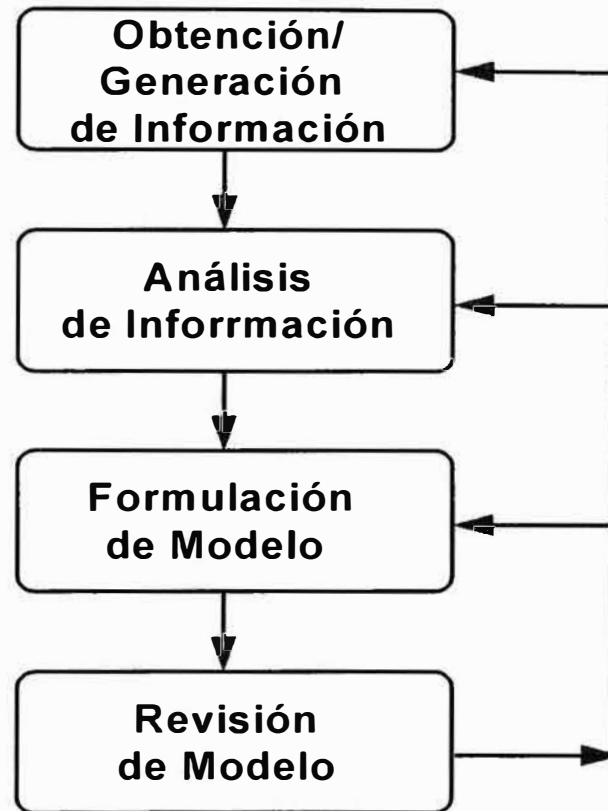 Obtención/
Generación
de Información
Análisis
de Inforrmación
Formulación
de Modelo
Revisión
de Modelo